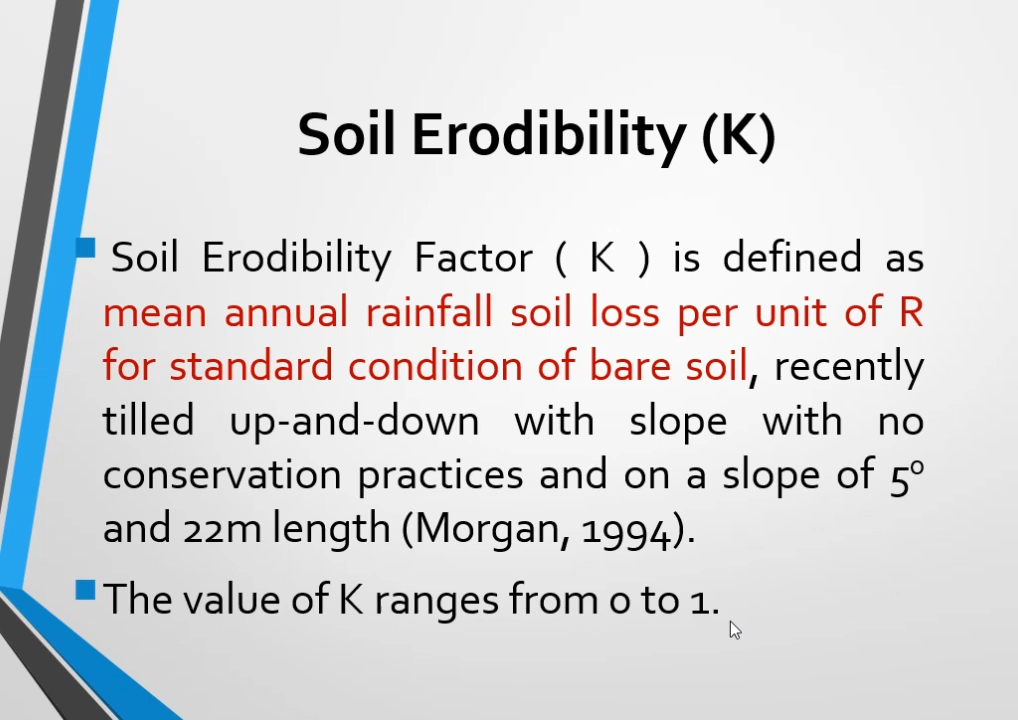 Soil Erodibility (K)
Soil Erodibility Factor ( K ) is defined as
mean annual rainfall soil loss per unit of R
for standard condition of bare soil, recently
tilled up-and-down with slope with no
conservation practices and on a slope of 5⁰
and 22m length (Morgan, 1994).
The value of K ranges from 0 to 1.